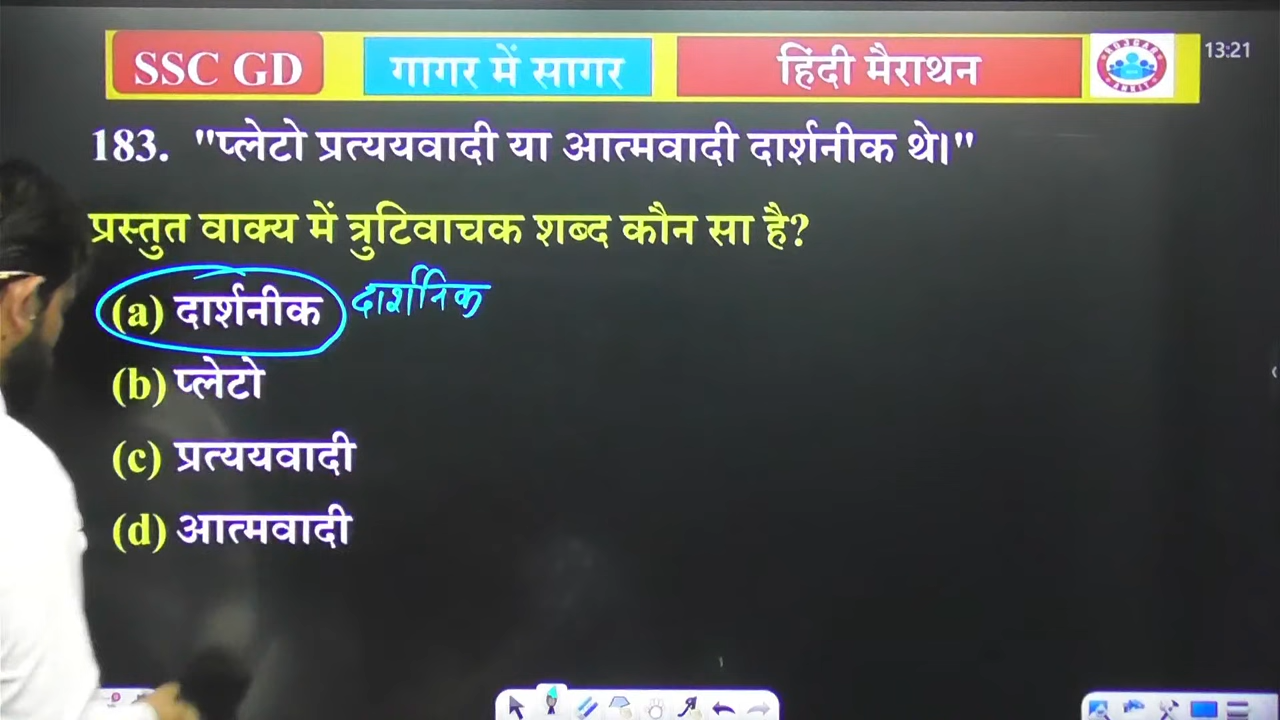 SSC GD गागर में सागर हिंदी मैराथन 13:21
183. "प्लेटो प्रत्ययवादी या आत्मवादी दार्शनीक थे।"
प्रस्तुत वाक्य में त्रुटिवाचक शब्द कौन सा है?
(a) दार्शनीक दार्शनिक
(b) प्लेटो
(c) प्रत्ययवादी
(d) आत्मवादी